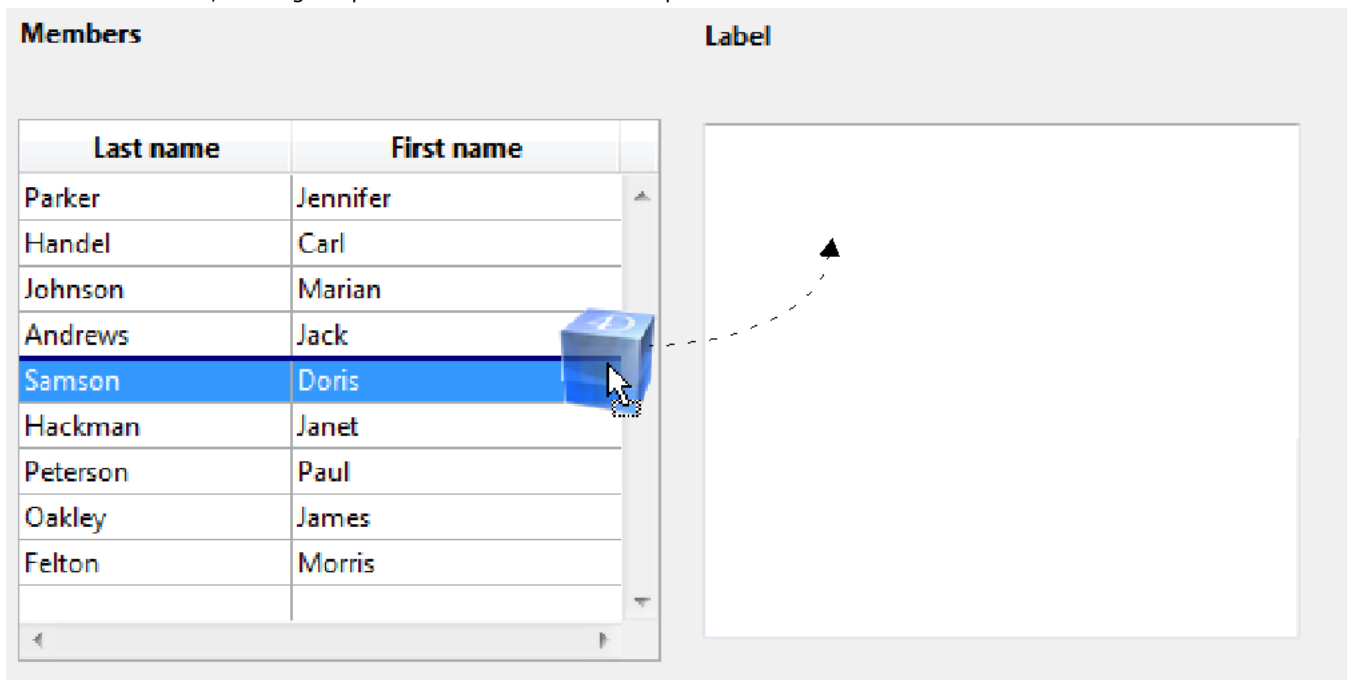 Members
Label
Last name First name
Parker Jennifer
Handel Carl
Johnson Marian
Andrews Jack
Samson Doris
Hackman Janet
Peterson Paul
Oakley James
Felton Morris